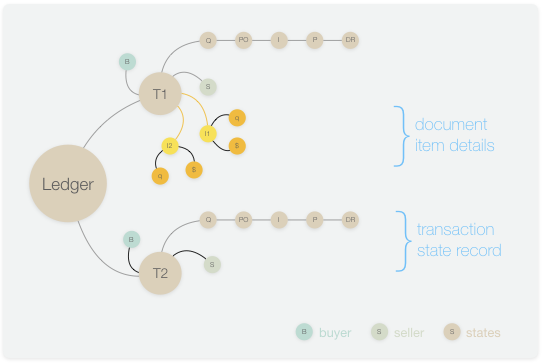 Q PO I P DR
B
T1
S
q
I1
I2
S
q
S
document
item details
Ledger
Q PO I P DR
transaction
state record
B
S
T2
B buyer S seller S states